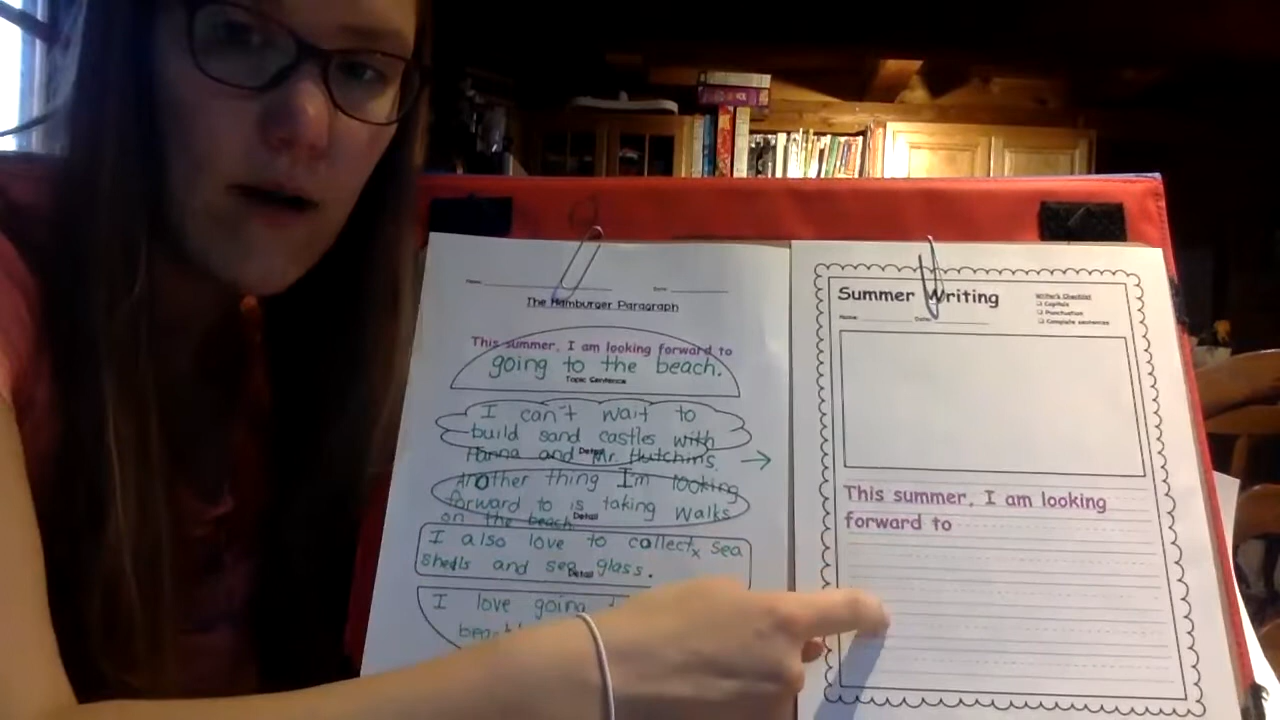 Name: Date:
The Hamburger Paragraph
This summer, I am looking forward to
going to the beach.
Topic Sentence
I can't wait to
build sand castles with
Hanna and Mr. Hutchins.
Detail
Another thing I'm looking
forward to is taking walks
on the beach
Detail
I also love to collect sea
shells and sea glass.
Detail
I love going
Summer Writing
Name: Date:
Writer's Checklist
Capitals
Punctuation
Complete sentences
This summer, I am looking
forward to